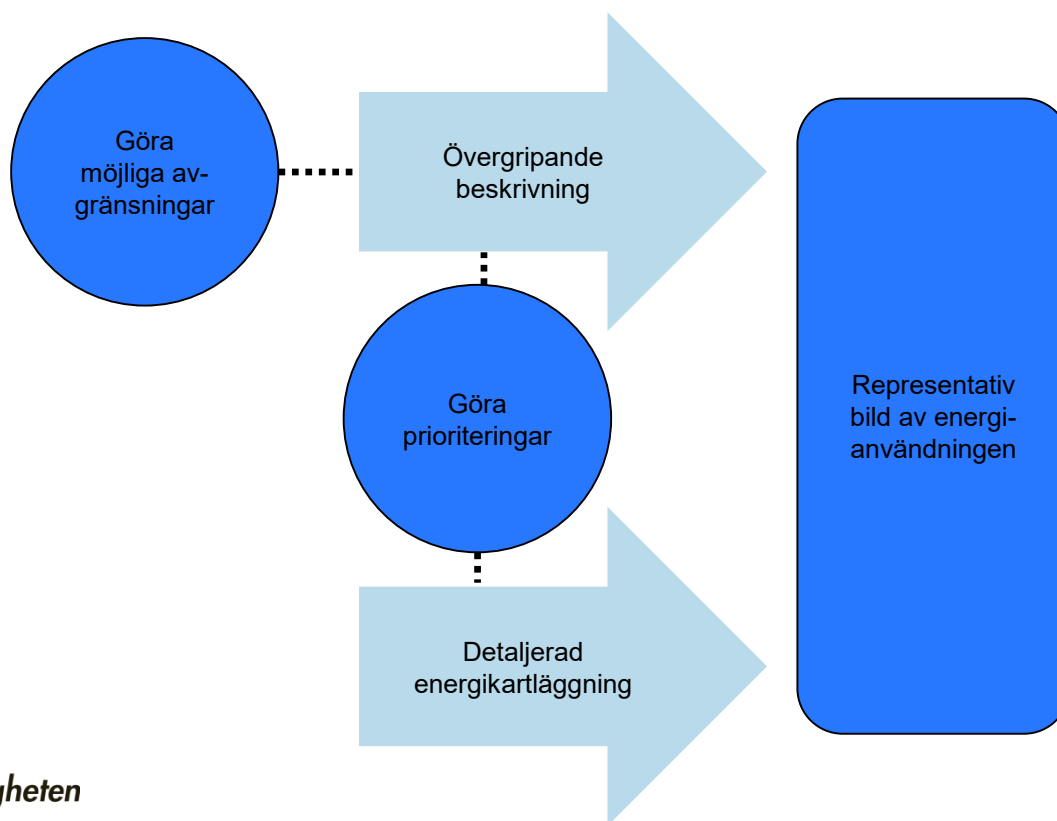 Göra
möjliga av-
gränsningar
Övergripande
beskrivning
Göra
prioriteringar
Representativ
bild av energi-
användningen
Detaljerad
energikartläggning
gheten